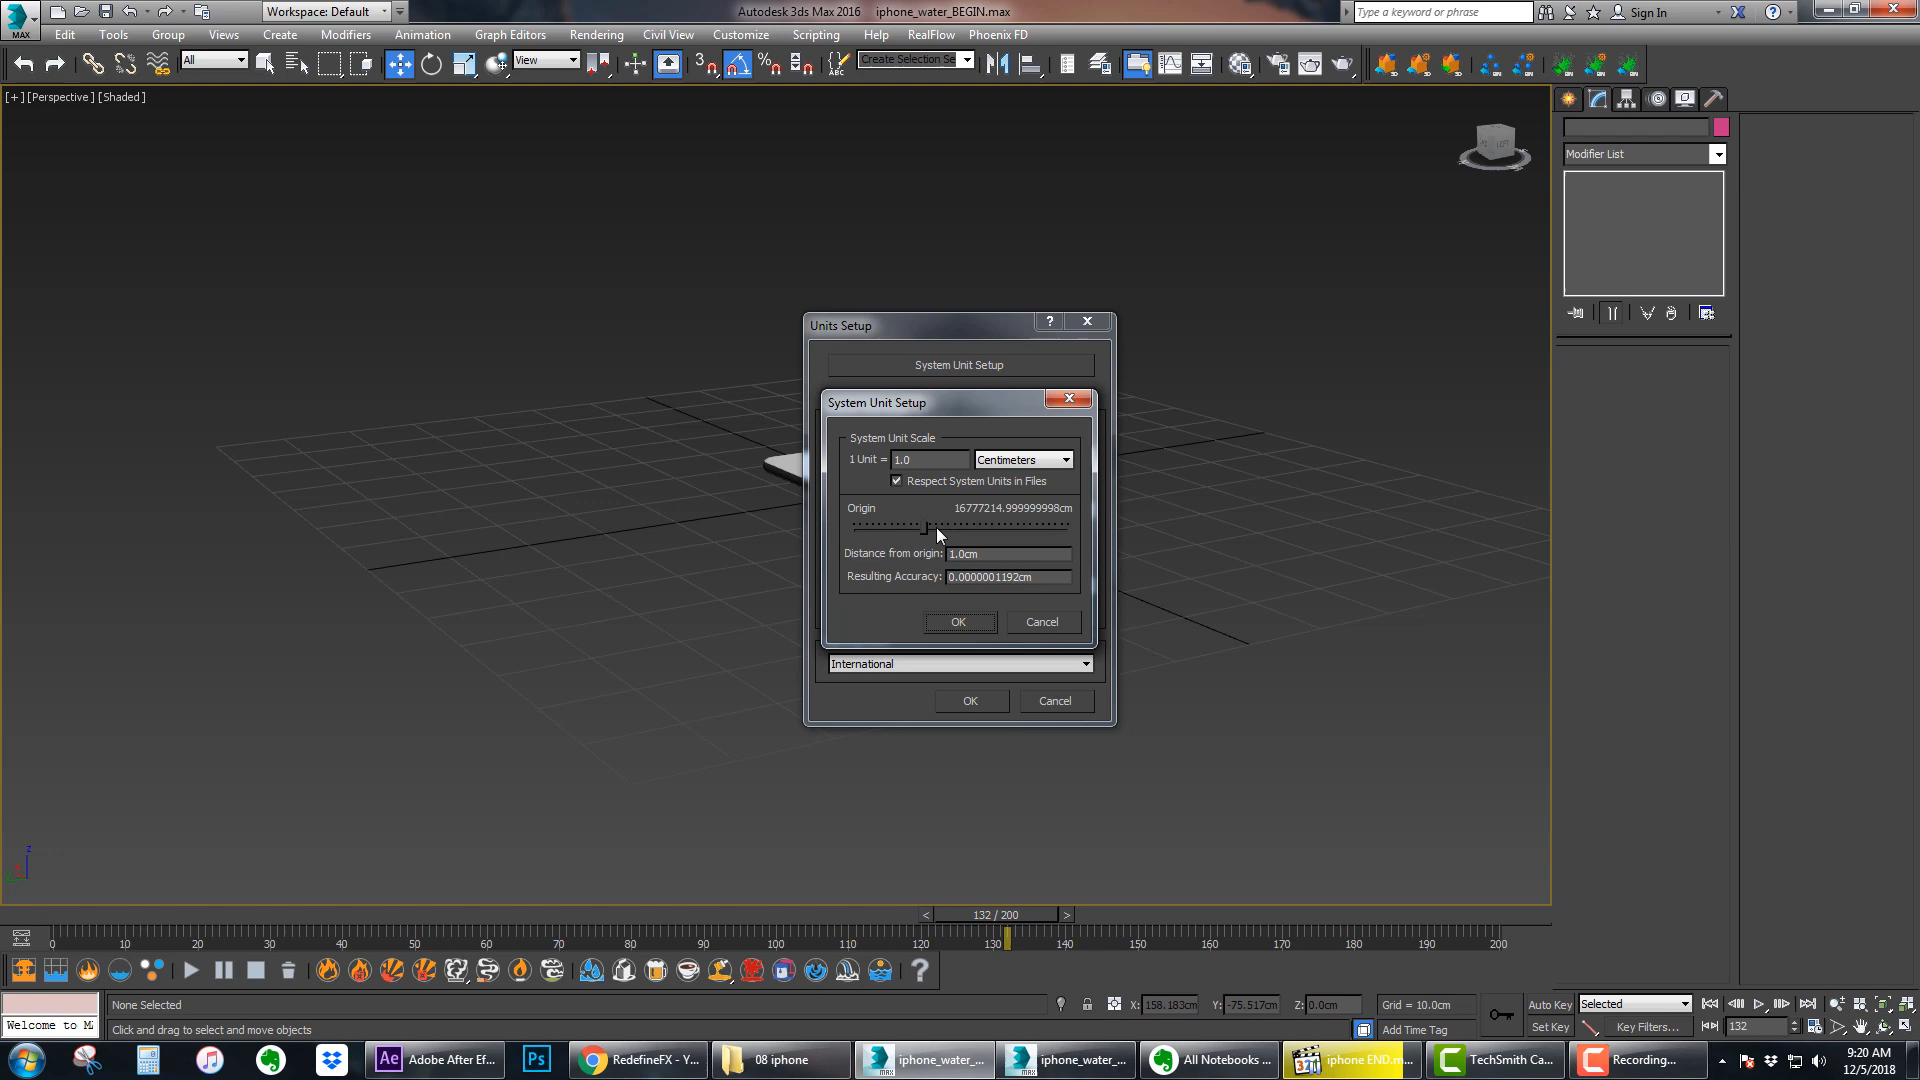 Workspace: Default
Autodesk 3ds Max 2016    iphone_water_BEGIN.max
Type a keyword or phrase
Sign In
MAX
Edit Tools Group Views Create Modifiers Animation Graph Editors Rendering Civil View Customize Scripting Help RealFlow Phoenix FD
All
View
3
ABC
Create Selection Se
[+] [Perspective] [Shaded]
Modifier List
Units Setup
System Unit Setup
System Unit Setup
System Unit Scale
1 Unit = 1.0 Centimeters
Respect System Units in Files
Origin 16777214.999999998cm
Distance from origin: 1.0cm
Resulting Accuracy: 0.0000001192cm
OK Cancel
International
OK Cancel
z
< 132 / 200 >
0 10 20 30 40 50 60 70 80 90 100 110 120 130 140 150 160 170 180 190 200
None Selected
X: 158.183cm Y: -75.517cm Z: 0.0cm Grid = 10.0cm
Auto Key Selected
Welcome to M
Click and drag to select and move objects
Add Time Tag
Set Key Key Filters... 132
Ae Adobe After Ef...
Ps
RedefineFX - Y...
08 iphone
iphone_water_...
iphone_water_...
All Notebooks ...
iphone END.m...
TechSmith Ca...
Recording...
9:20 AM
12/5/2018